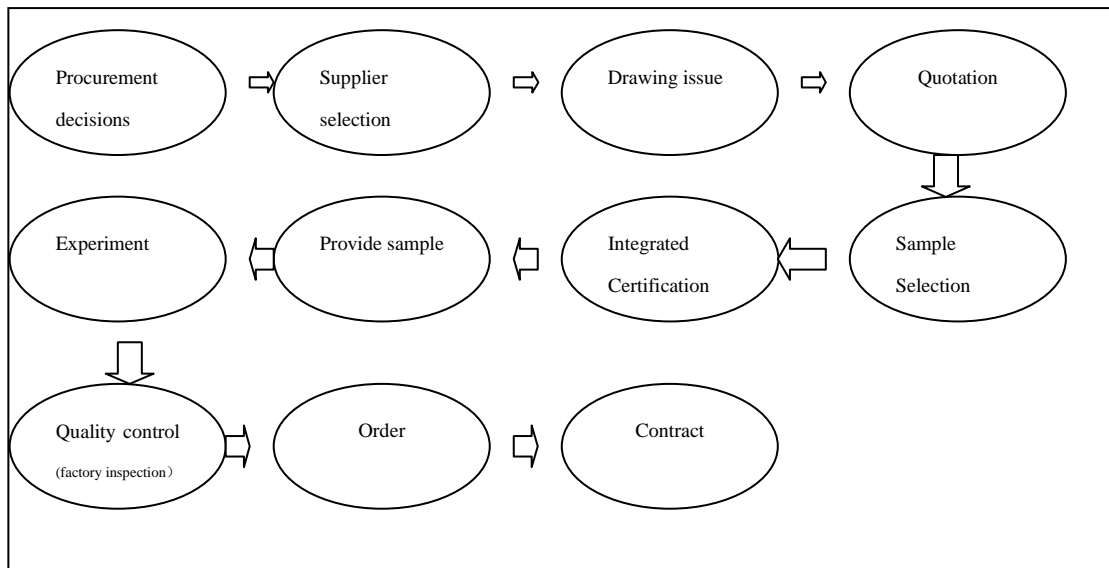 Procurement
decisions
Supplier
selection
Drawing issue
Quotation
Sample
Selection
Integrated
Certification
Provide sample
Experiment
Quality control
(factory inspection）
Order
Contract